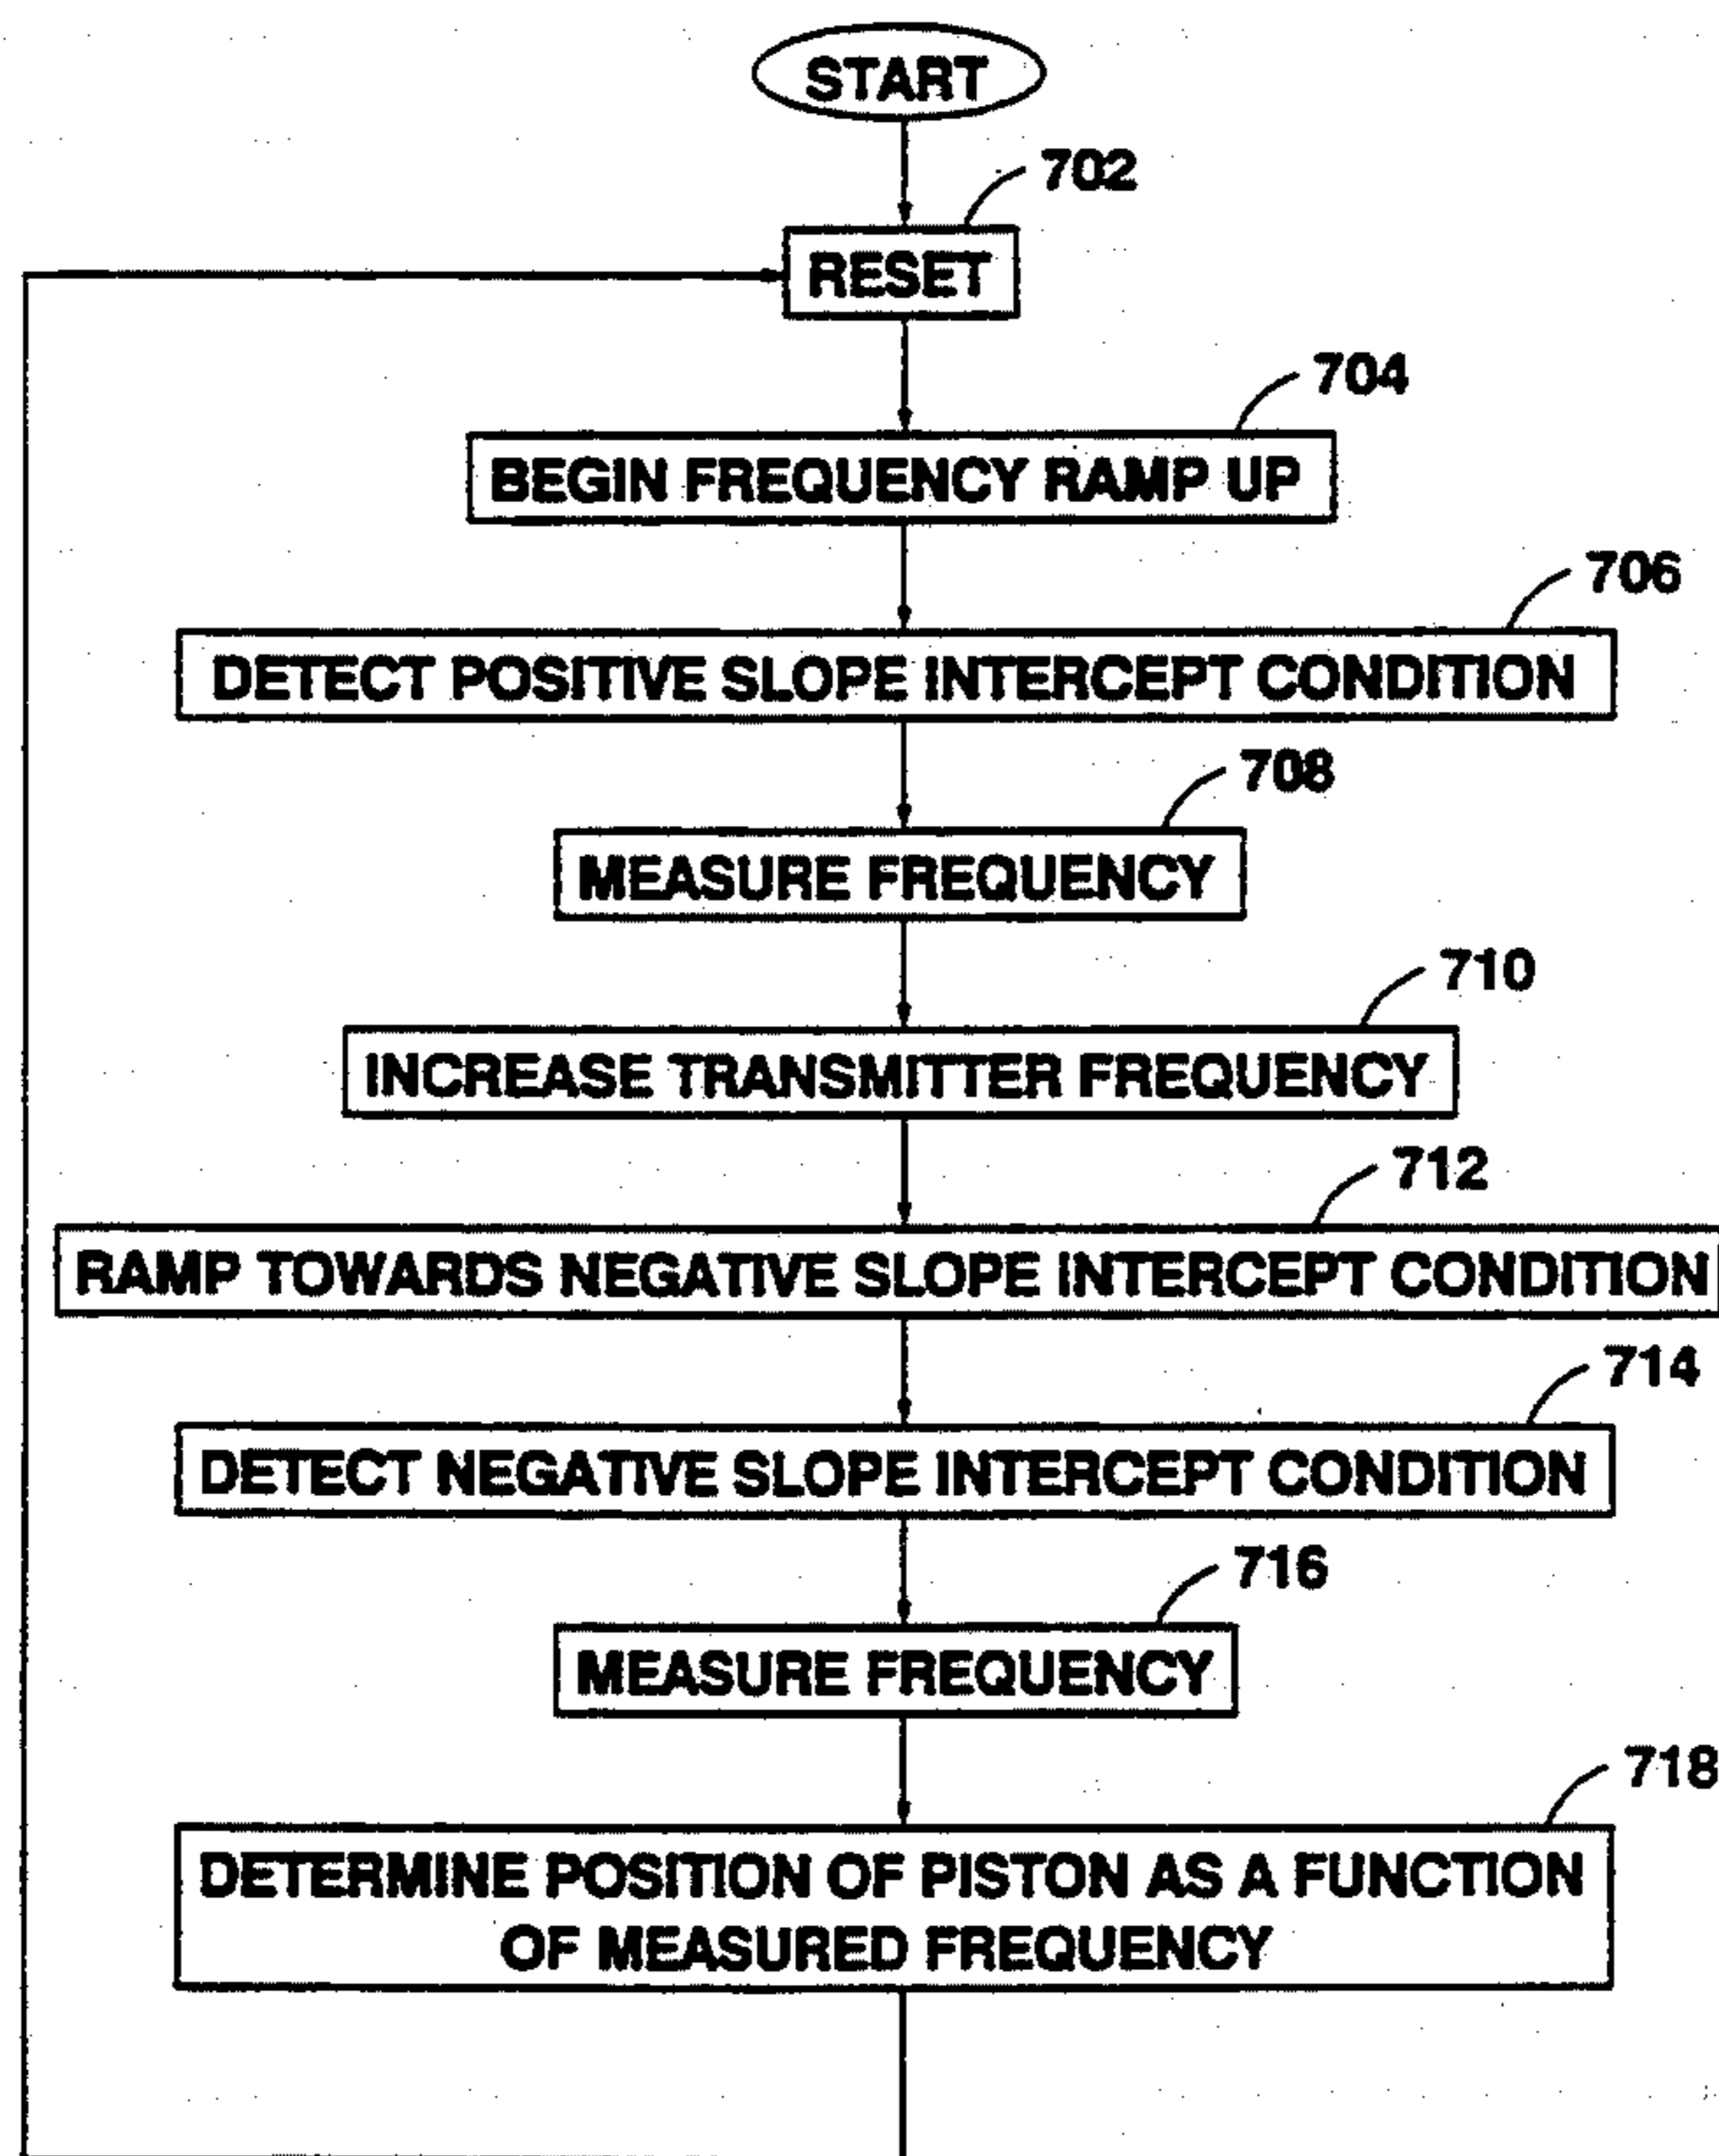 START
702
RESET
704
BEGIN FREQUENCY RAMP UP
706
DETECT POSITIVE SLOPE INTERCEPT CONDITION
708
MEASURE FREQUENCY
710
INCREASE TRANSMITTER FREQUENCY
712
RAMP TOWARDS NEGATIVE SLOPE INTERCEPT CONDITION
714
DETECT NEGATIVE SLOPE INTERCEPT CONDITION
716
MEASURE FREQUENCY
718
DETERMINE POSITION OF PISTON AS A FUNCTION
OF MEASURED FREQUENCY